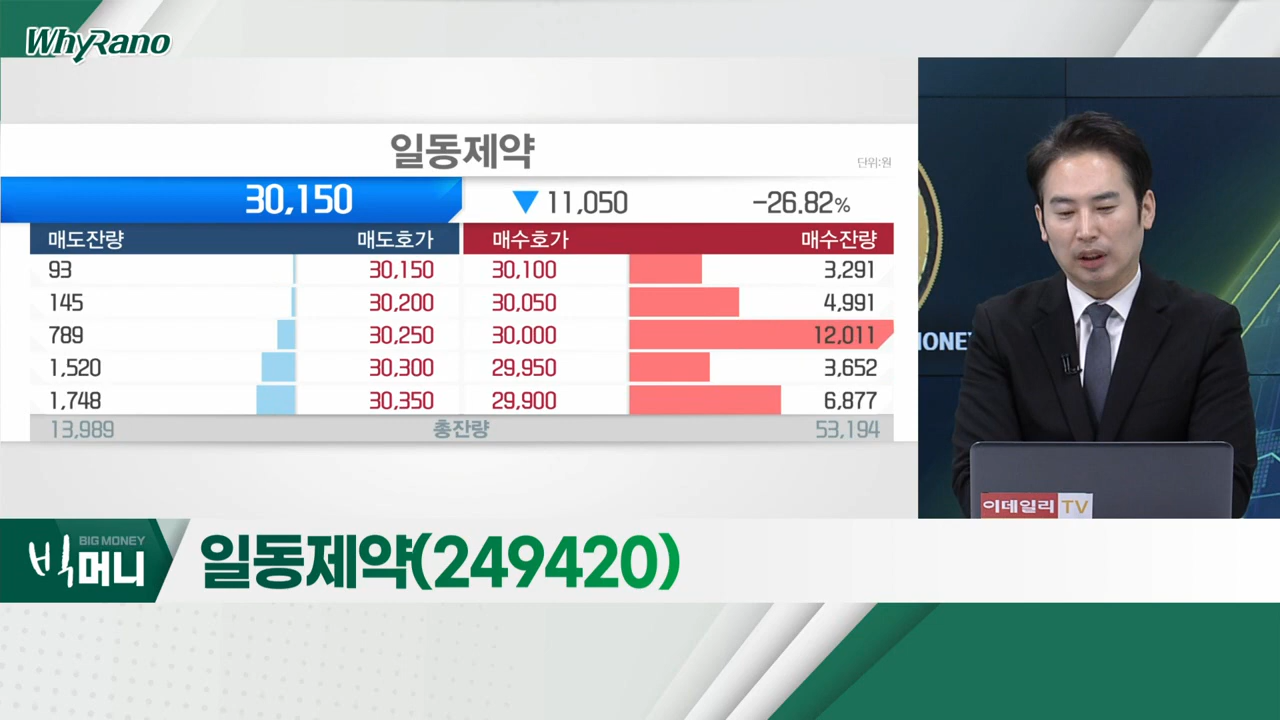 WhyRano
일동제약
단위:원
30,150 ▼ 11,050 -26.82%
매도잔량 매도호가 매수호가 매수잔량
93 30,150 30,100 3,291
145 30,200 30,050 4,991
789 30,250 30,000 12,011
1,520 30,300 29,950 3,652
1,748 30,350 29,900 6,877
13,989 총잔량 53,194
MONEY
이데일리 TV
BIG MONEY
빅머니
일동제약(249420)